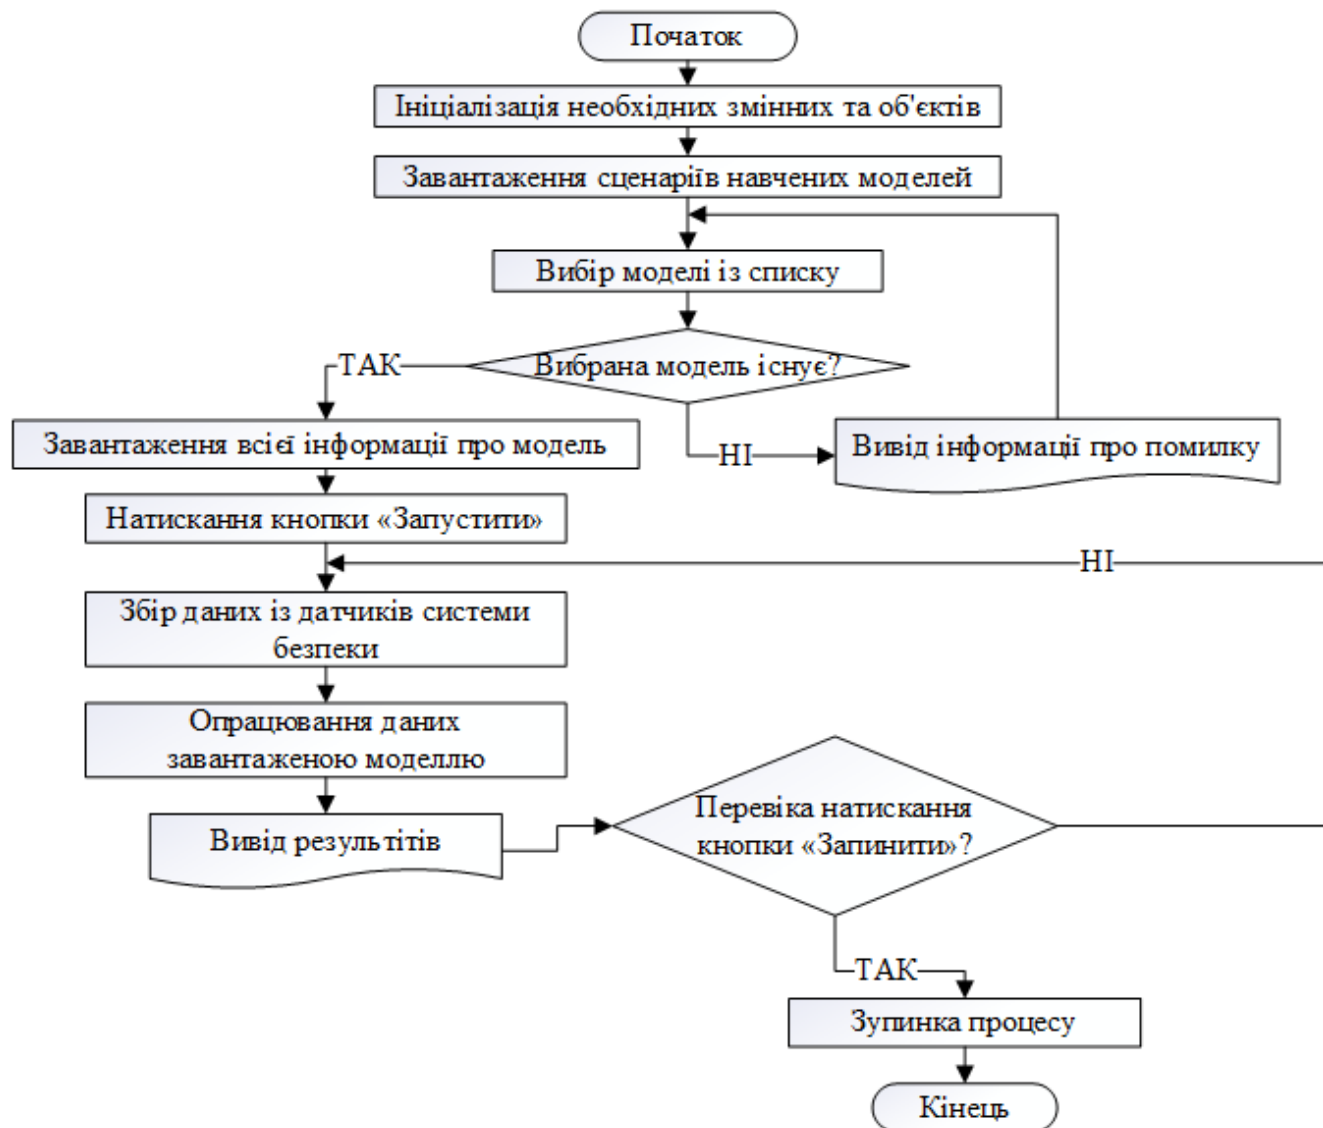 Початок
Ініціалізація необхідних змінних та об'єктів
Завантаження сценаріїв навчених моделей
Вибір моделі із списку
Вибрана модель існує?
ТАК
Завантаження всієї інформації про модель
НІ
Вивід інформації про помилку
Натискання кнопки «Запустити»
НІ
Збір даних із датчиків системи
безпеки
Опрацювання даних
завантаженою моделлю
Вивід результітів
Перевіка натискання
кнопки «Запинити»?
ТАК
Зупинка процесу
Кінець